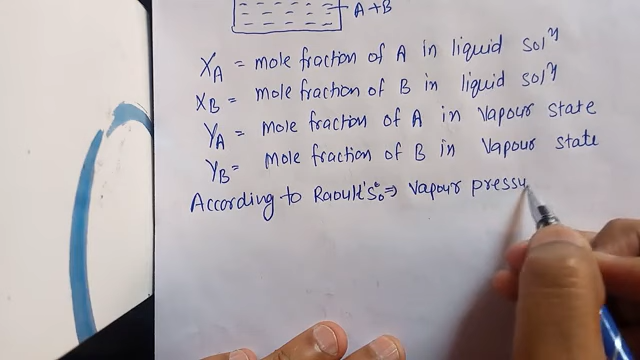 A+B
XA = mole fraction of A in liquid solⁿ
XB = mole fraction of B in liquid solⁿ
YA = Mole fraction of A in Vapour state
YB = Mole fraction of B in Vapour state
According to Raoult's ⇒ Vapour pressu